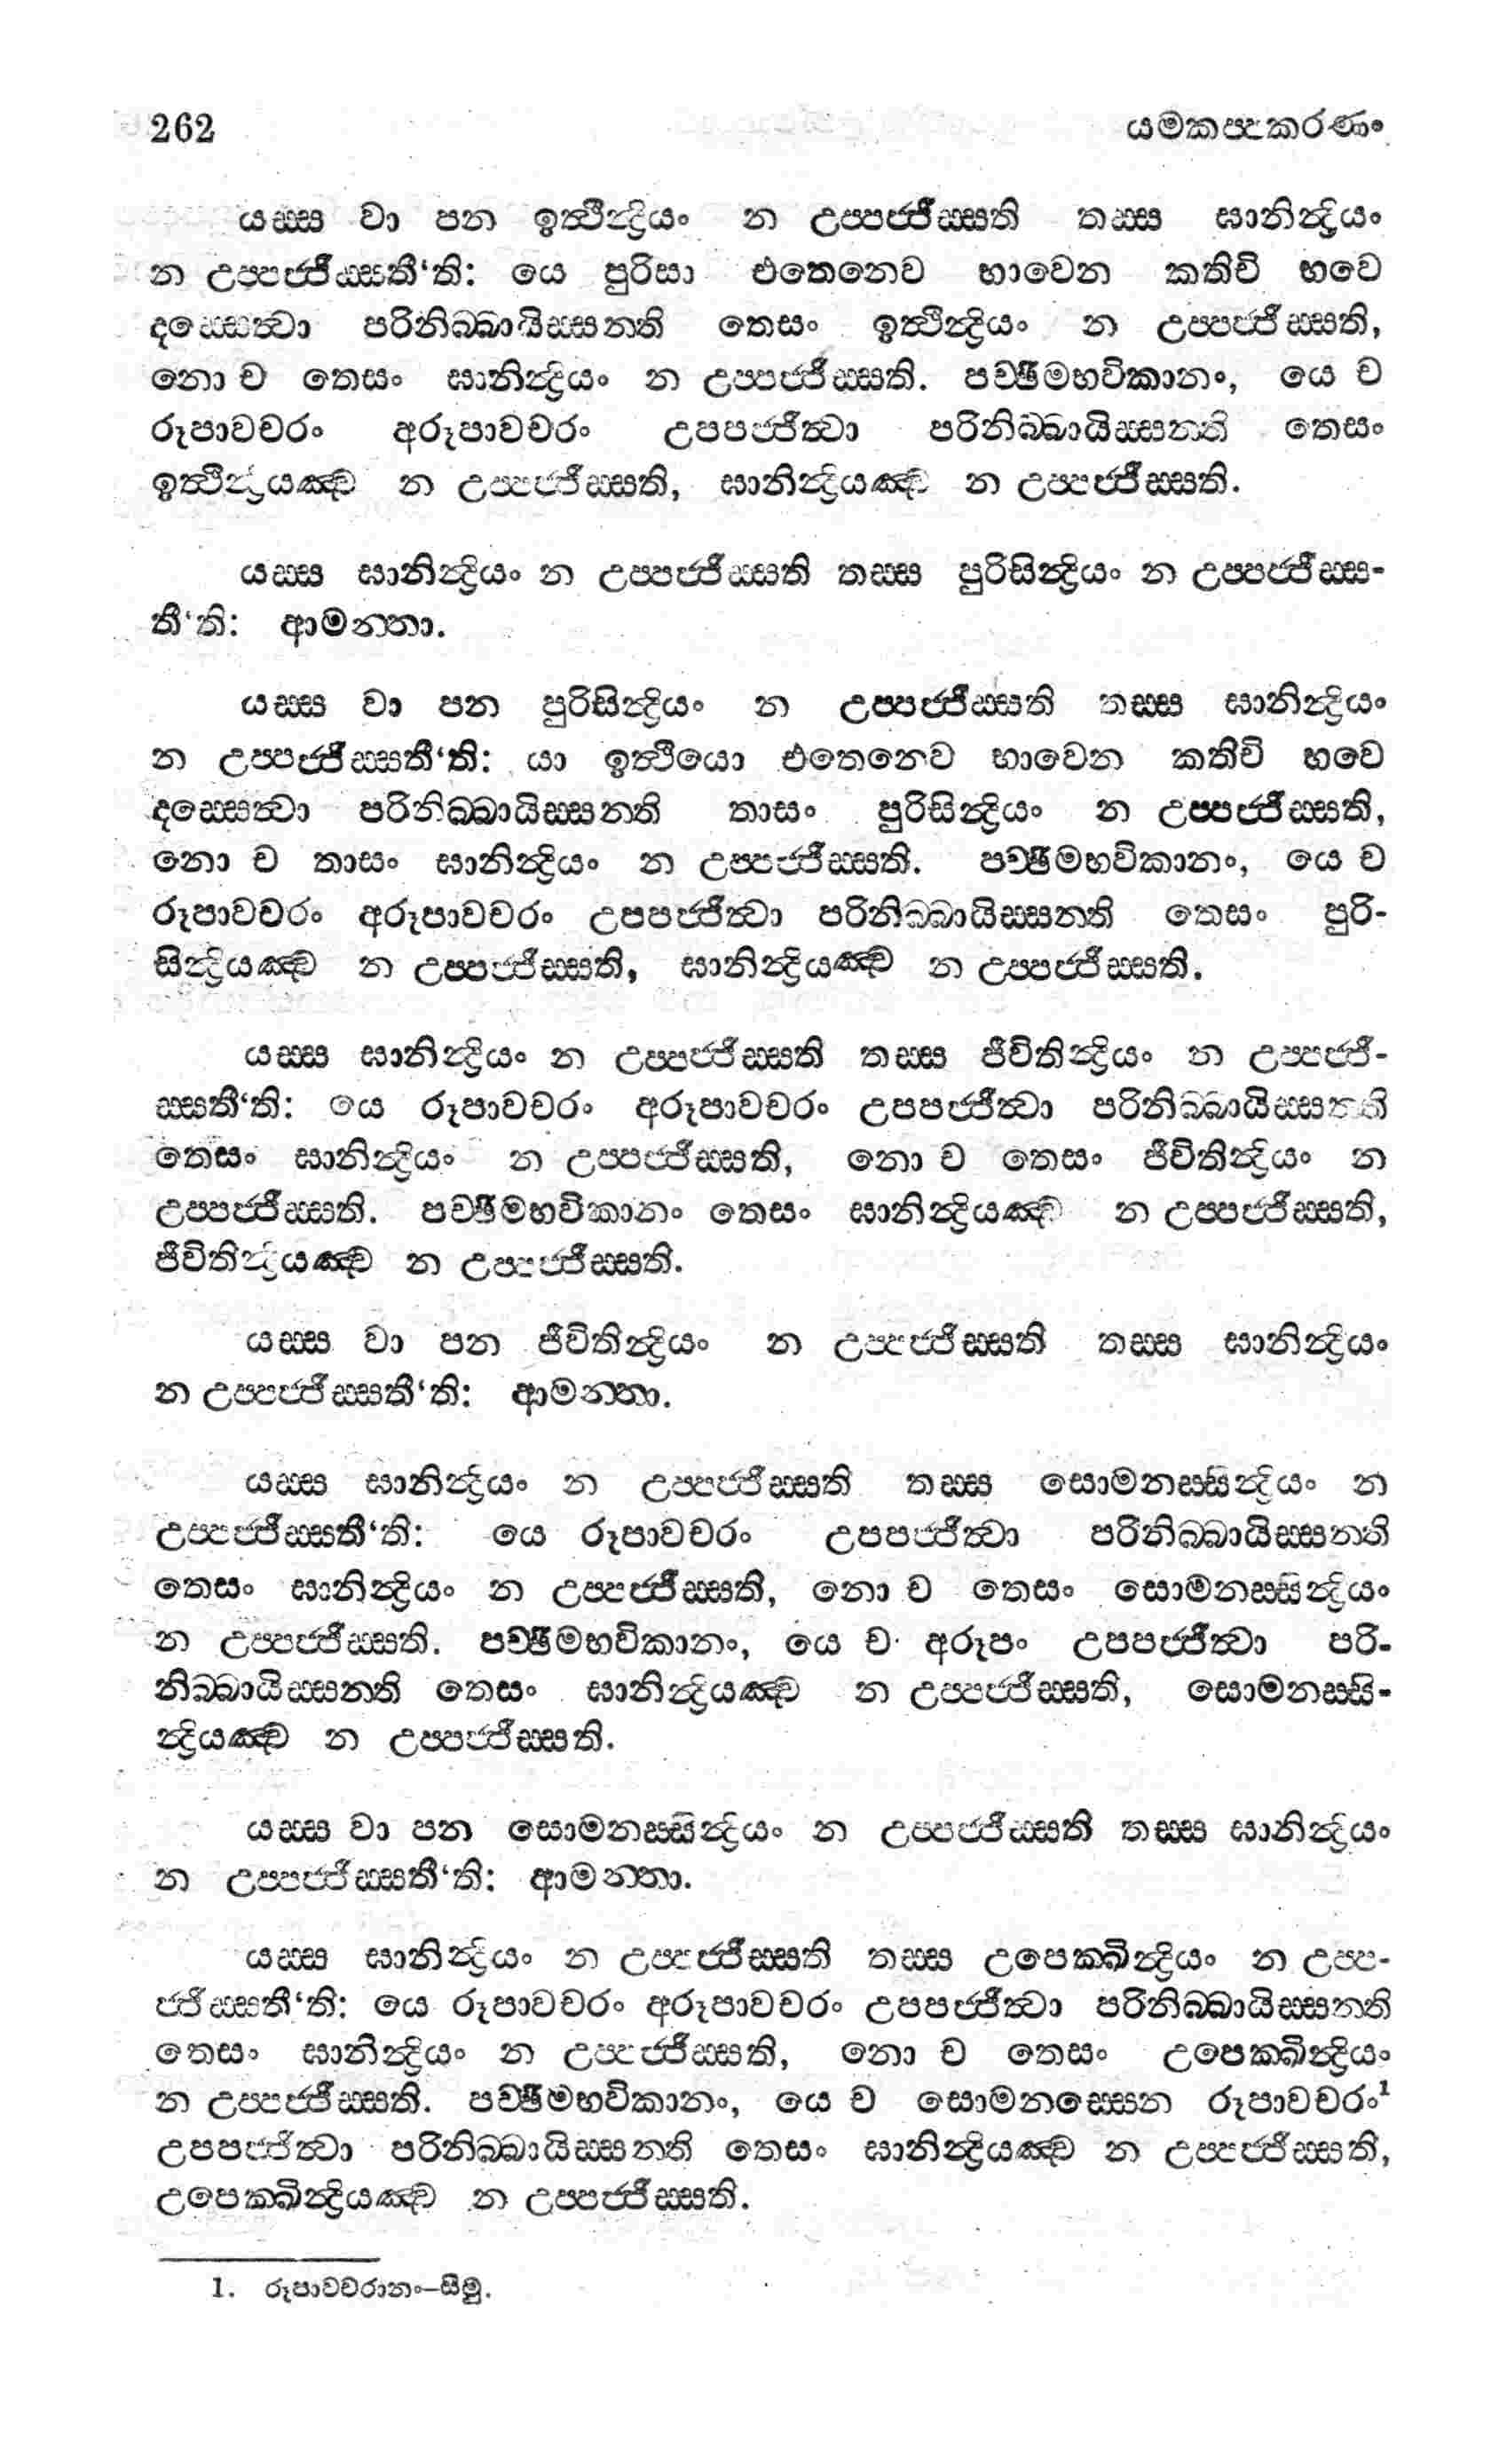 262 යමකප්පකරණං
යස්ස වා පන ඉත්ථින්ද්‍රියං න උප්පජ්ජිස්සති තස්ස ඝානින්ද්‍රියං
න උප්පජ්ජිස්සතී‘ති: යෙ පුරිසා එතෙනෙව භාවෙන කතිචි භවෙ
දස්සෙත්වා පරිනිබ්බායිස්සන්ති තෙසං ඉත්ථින්ද්‍රියං න උප්පජ්ජිස්සති,
නො ච තෙසං ඝානින්ද්‍රියං න උප්පජ්ජිස්සති. පච්ඡිමභවිකානං, යෙ ච
රූපාවචරං අරූපාවචරං උපපජ්ජිත්වා පරිනිබ්බායිස්සන්ති තෙසං
ඉත්ථින්ද්‍රියඤ්ච න උප්පජ්ජිස්සති, ඝානින්ද්‍රියඤ්ච න උප්පජ්ජිස්සති.
යස්ස ඝානින්ද්‍රියං න උප්පජ්ජිස්සති තස්ස පුරිසින්ද්‍රියං න උප්පජ්ජිස්ස-
තී‘ති: ආමන්තා.
යස්ස වා පන පුරිසින්ද්‍රියං න උප්පජ්ජිස්සති තස්ස ඝානින්ද්‍රියං
න උප්පජ්ජිස්සතී‘ති: යා ඉත්ථියො එතෙනෙව භාවෙන කතිචි භවෙ
දස්සෙත්වා පරිනිබ්බායිස්සන්ති තාසං පුරිසින්ද්‍රියං න උප්පජ්ජිස්සති,
නො ච තාසං ඝානින්ද්‍රියං න උප්පජ්ජිස්සති. පච්ඡිමභවිකානං, යෙ ච
රූපාවචරං අරූපාවචරං උපපජ්ජිත්වා පරිනිබ්බායිස්සන්ති තෙසං පුරි-
සින්ද්‍රියඤ්ච න උප්පජ්ජිස්සති, ඝානින්ද්‍රියඤ්ච න උප්පජ්ජිස්සති.
යස්ස ඝානින්ද්‍රියං න උප්පජ්ජිස්සති තස්ස ජීවිතින්ද්‍රියං න උප්පජ්ජි-
ස්සතී‘ති: යෙ රූපාවචරං අරූපාවචරං උපපජ්ජිත්වා පරිනිබ්බායිස්සන්ති
තෙසං ඝානින්ද්‍රියං න උප්පජ්ජිස්සති, නො ච තෙසං ජීවිතින්ද්‍රියං න
උප්පජ්ජිස්සති. පච්ඡිමභවිකානං තෙසං ඝානින්ද්‍රියඤ්ච න උප්පජ්ජිස්සති,
ජීවිතින්ද්‍රියඤ්ච න උප්පජ්ජිස්සති.
යස්ස වා පන ජීවිතින්ද්‍රියං න උප්පජ්ජිස්සති තස්ස ඝානින්ද්‍රියං
න උප්පජ්ජිස්සතී‘ති: ආමන්තා.
යස්ස ඝානින්ද්‍රියං න උප්පජ්ජිස්සති තස්ස සොමනස්සින්ද්‍රියං න
උප්පජ්ජිස්සතී‘ති: යෙ රූපාවචරං උපපජ්ජිත්වා පරිනිබ්බායිස්සන්ති
තෙසං ඝානින්ද්‍රියං න උප්පජ්ජිස්සති, නො ච තෙසං සොමනස්සින්ද්‍රියං
න උප්පජ්ජිස්සති. පච්ඡිමභවිකානං, යෙ ච අරූපං උපපජ්ජිත්වා පරි-
නිබ්බායිස්සන්ති තෙසං ඝානින්ද්‍රියඤ්ච න උප්පජ්ජිස්සති, සොමනස්සි-
න්ද්‍රියඤ්ච න උප්පජ්ජිස්සති.
යස්ස වා පන සොමනස්සින්ද්‍රියං න උප්පජ්ජිස්සති තස්ස ඝානින්ද්‍රියං
න උප්පජ්ජිස්සතී‘ති: ආමන්තා.
යස්ස ඝානින්ද්‍රියං න උප්පජ්ජිස්සති තස්ස උපෙක්ඛින්ද්‍රියං න උප්ප-
ජ්ජිස්සතී‘ති: යෙ රූපාවචරං අරූපාවචරං උපපජ්ජිත්වා පරිනිබ්බායිස්සන්ති
තෙසං ඝානින්ද්‍රියං න උප්පජ්ජිස්සති, නො ච තෙසං උපෙක්ඛින්ද්‍රියං
න උප්පජ්ජිස්සති. පච්ඡිමභවිකානං, යෙ ච සොමනස්සෙන රූපාවචරං¹
උපපජ්ජිත්වා පරිනිබ්බායිස්සන්ති තෙසං ඝානින්ද්‍රියඤ්ච න උප්පජ්ජිස්සති,
උපෙක්ඛින්ද්‍රියඤ්ච න උප්පජ්ජිස්සති.
1. රූපාවචරානං–සීමු.